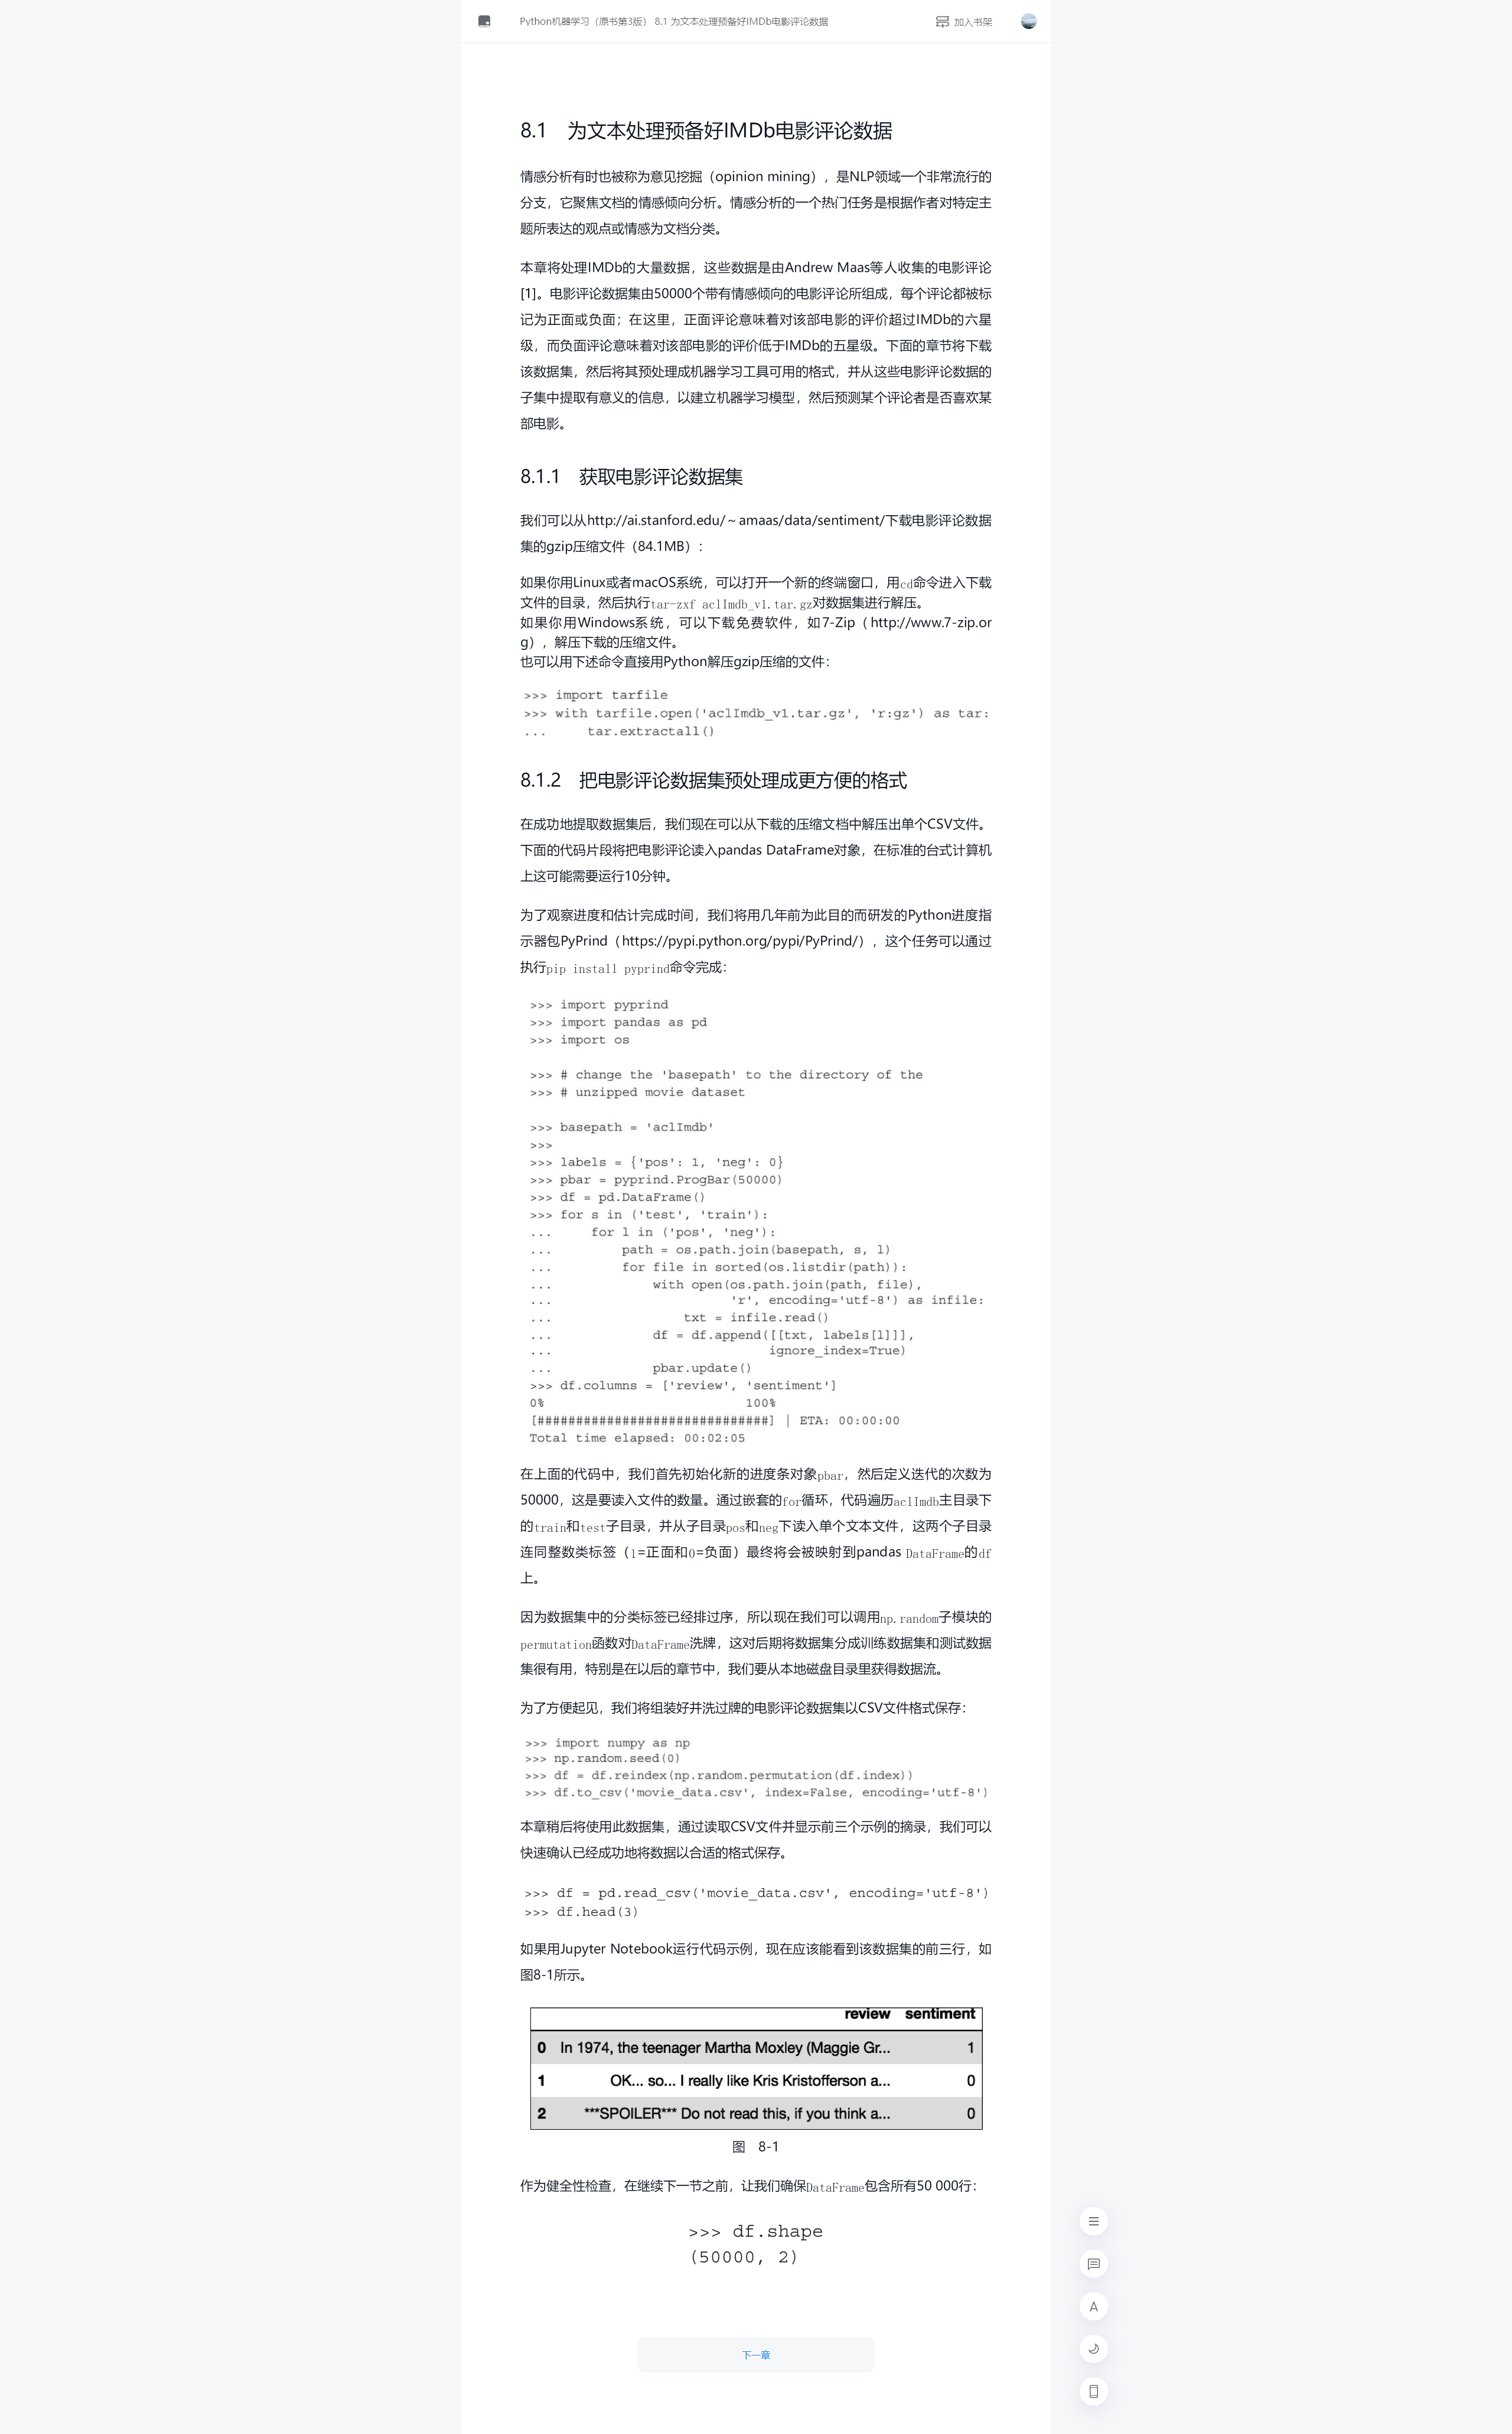 Python机器学习（原书第3版） 8.1 为文本处理预备好IMDb电影评论数据
加入书架
8.1 为文本处理预备好IMDb电影评论数据
情感分析有时也被称为意见挖掘（opinion mining），是NLP领域一个非常流行的
分支，它聚焦文档的情感倾向分析。情感分析的一个热门任务是根据作者对特定主
题所表达的观点或情感为文档分类。
本章将处理IMDb的大量数据，这些数据是由Andrew Maas等人收集的电影评论
[1]。电影评论数据集由50000个带有情感倾向的电影评论所组成，每个评论都被标
记为正面或负面；在这里，正面评论意味着对该部电影的评价超过IMDb的六星
级，而负面评论意味着对该部电影的评价低于IMDb的五星级。下面的章节将下载
该数据集，然后将其预处理成机器学习工具可用的格式，并从这些电影评论数据的
子集中提取有意义的信息，以建立机器学习模型，然后预测某个评论者是否喜欢某
部电影。
8.1.1 获取电影评论数据集
我们可以从http://ai.stanford.edu/～amaas/data/sentiment/下载电影评论数据
集的gzip压缩文件（84.1MB）：
如果你用Linux或者macOS系统，可以打开一个新的终端窗口，用cd命令进入下载
文件的目录，然后执行tar-zxf aclImdb_v1.tar.gz对数据集进行解压。
如果你用Windows系统，可以下载免费软件，如7-Zip（http://www.7-zip.or
g），解压下载的压缩文件。
也可以用下述命令直接用Python解压gzip压缩的文件：
>>> import tarfile
>>> with tarfile.open('aclImdb_v1.tar.gz', 'r:gz') as tar:
...     tar.extractall()
8.1.2 把电影评论数据集预处理成更方便的格式
在成功地提取数据集后，我们现在可以从下载的压缩文档中解压出单个CSV文件。
下面的代码片段将把电影评论读入pandas DataFrame对象，在标准的台式计算机
上这可能需要运行10分钟。
为了观察进度和估计完成时间，我们将用几年前为此目的而研发的Python进度指
示器包PyPrind（https://pypi.python.org/pypi/PyPrind/），这个任务可以通过
执行pip install pyprind命令完成：
>>> import pyprind
>>> import pandas as pd
>>> import os
>>> # change the 'basepath' to the directory of the
>>> # unzipped movie dataset
>>> basepath = 'aclImdb'
>>>
>>> labels = {'pos': 1, 'neg': 0}
>>> pbar = pyprind.ProgBar(50000)
>>> df = pd.DataFrame()
>>> for s in ('test', 'train'):
...     for l in ('pos', 'neg'):
...         path = os.path.join(basepath, s, l)
...         for file in sorted(os.listdir(path)):
...             with open(os.path.join(path, file),
...                       'r', encoding='utf-8') as infile:
...                 txt = infile.read()
...             df = df.append([[txt, labels[l]]],
...                            ignore_index=True)
...             pbar.update()
>>> df.columns = ['review', 'sentiment']
0%                          100%
[##############################] | ETA: 00:00:00
Total time elapsed: 00:02:05
在上面的代码中，我们首先初始化新的进度条对象pbar，然后定义迭代的次数为
50000，这是要读入文件的数量。通过嵌套的for循环，代码遍历aclImdb主目录下
的train和test子目录，并从子目录pos和neg下读入单个文本文件，这两个子目录
连同整数类标签（1=正面和0=负面）最终将会被映射到pandas DataFrame的df
上。
因为数据集中的分类标签已经排过序，所以现在我们可以调用np.random子模块的
permutation函数对DataFrame洗牌，这对后期将数据集分成训练数据集和测试数据
集很有用，特别是在以后的章节中，我们要从本地磁盘目录里获得数据流。
为了方便起见，我们将组装好并洗过牌的电影评论数据集以CSV文件格式保存：
>>> import numpy as np
>>> np.random.seed(0)
>>> df = df.reindex(np.random.permutation(df.index))
>>> df.to_csv('movie_data.csv', index=False, encoding='utf-8')
本章稍后将使用此数据集，通过读取CSV文件并显示前三个示例的摘录，我们可以
快速确认已经成功地将数据以合适的格式保存。
>>> df = pd.read_csv('movie_data.csv', encoding='utf-8')
>>> df.head(3)
如果用Jupyter Notebook运行代码示例，现在应该能看到该数据集的前三行，如
图8-1所示。
review sentiment
0 In 1974, the teenager Martha Moxley (Maggie Gr... 1
1 OK... so... I really like Kris Kristofferson a... 0
2 ***SPOILER*** Do not read this, if you think a... 0
图 8-1
作为健全性检查，在继续下一节之前，让我们确保DataFrame包含所有50 000行：
>>> df.shape
(50000, 2)
下一章
A